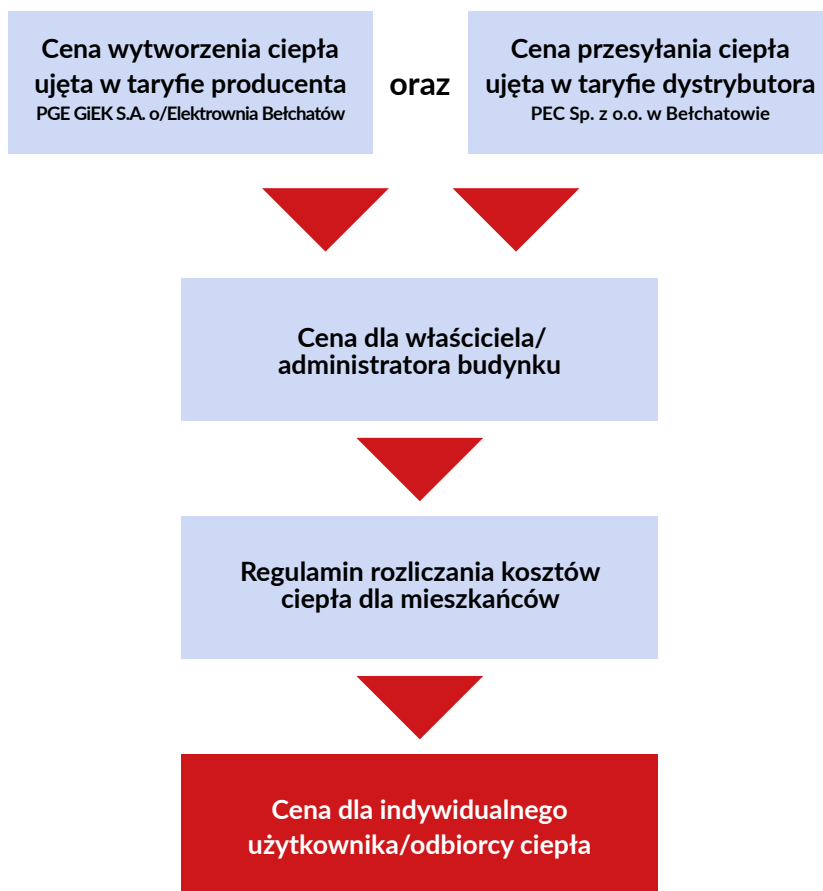 Cena wytworzenia ciepła
ujęta w taryfie producenta
PGE GiEK S.A. o/Elektrownia Bełchatów
oraz
Cena przesyłania ciepła
ujęta w taryfie dystrybutora
PEC Sp. z o.o. w Bełchatowie
Cena dla właściciela/
administratora budynku
Regulamin rozliczania kosztów
ciepła dla mieszkańców
Cena dla indywidualnego
użytkownika/odbiorcy ciepła